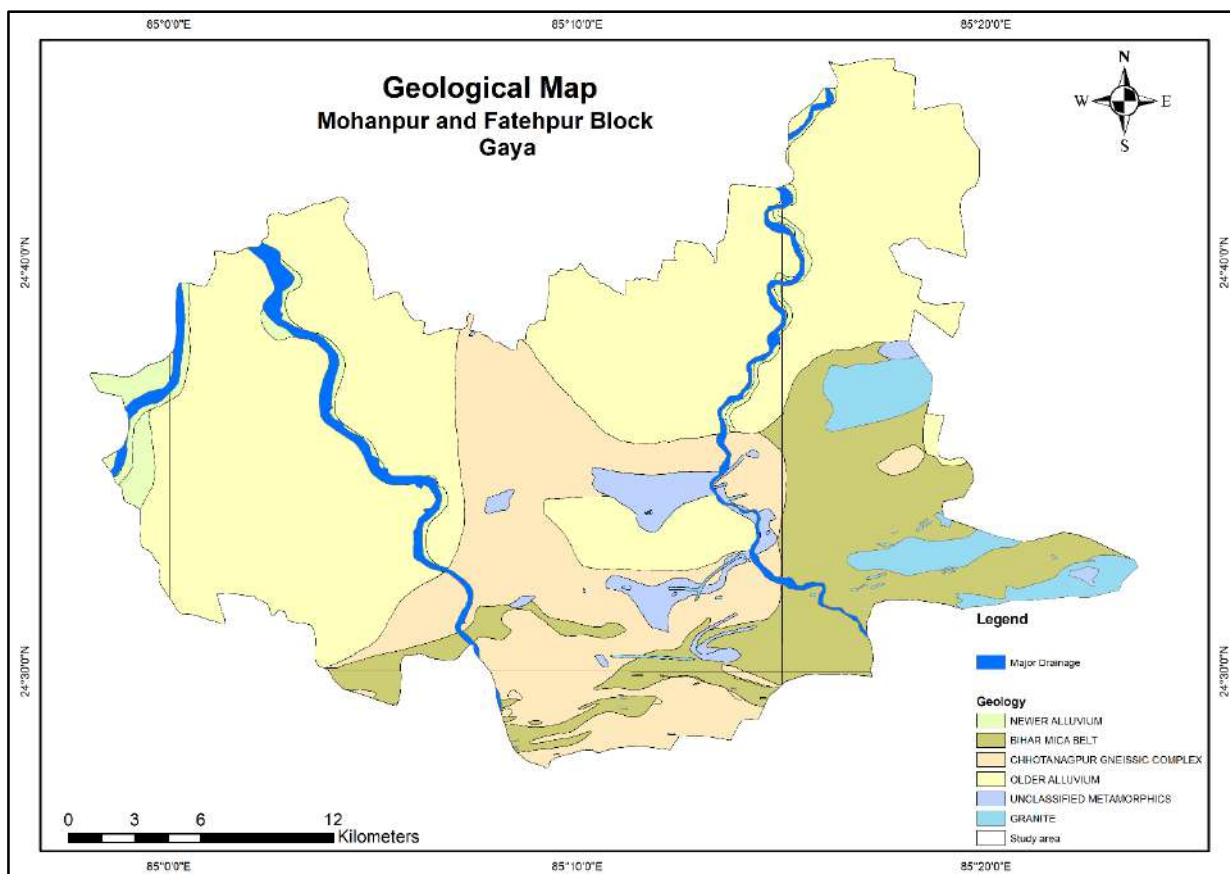 85°0'0"E 85°10'0"E 85°20'0"E
Geological Map
Mohanpur and Fatehpur Block
Gaya
N
W E
S
24°40'0"N 24°40'0"N
24°30'0"N 24°30'0"N
Legend
Major Drainage
Geology
NEWER ALLUVIUM
BIHAR MICA BELT
CHHOTANAGPUR GNEISSIC COMPLEX
OLDER ALLUVIUM
UNCLASSIFIED METAMORPHICS
GRANITE
Study area
0 3 6 12
Kilometers
85°0'0"E 85°10'0"E 85°20'0"E